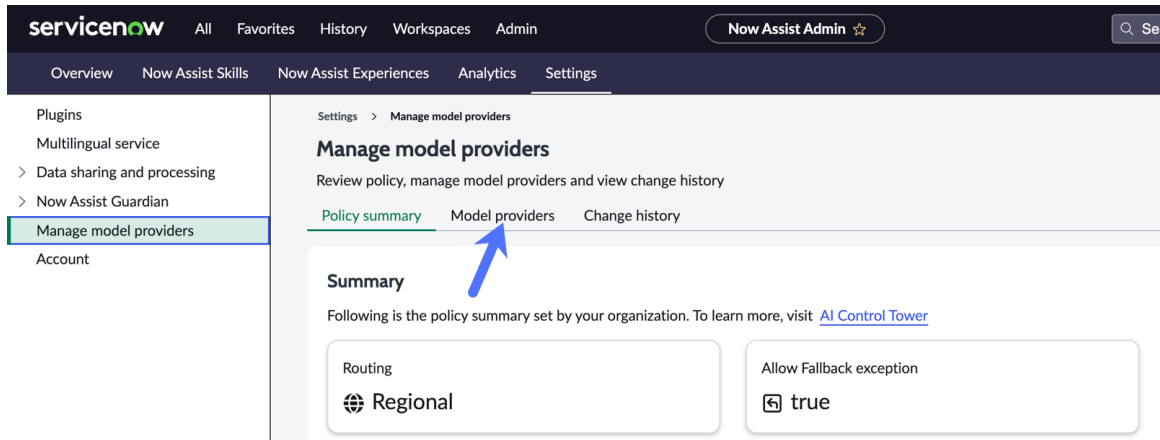 servicenow All Favorites History Workspaces Admin Now Assist Admin Se
Overview Now Assist Skills Now Assist Experiences Analytics Settings
Plugins
Multilingual service
Data sharing and processing
Now Assist Guardian
Manage model providers
Account
Settings > Manage model providers
Manage model providers
Review policy, manage model providers and view change history
Policy summary Model providers Change history
Summary
Following is the policy summary set by your organization. To learn more, visit AI Control Tower
Routing
Regional
Allow Fallback exception
true